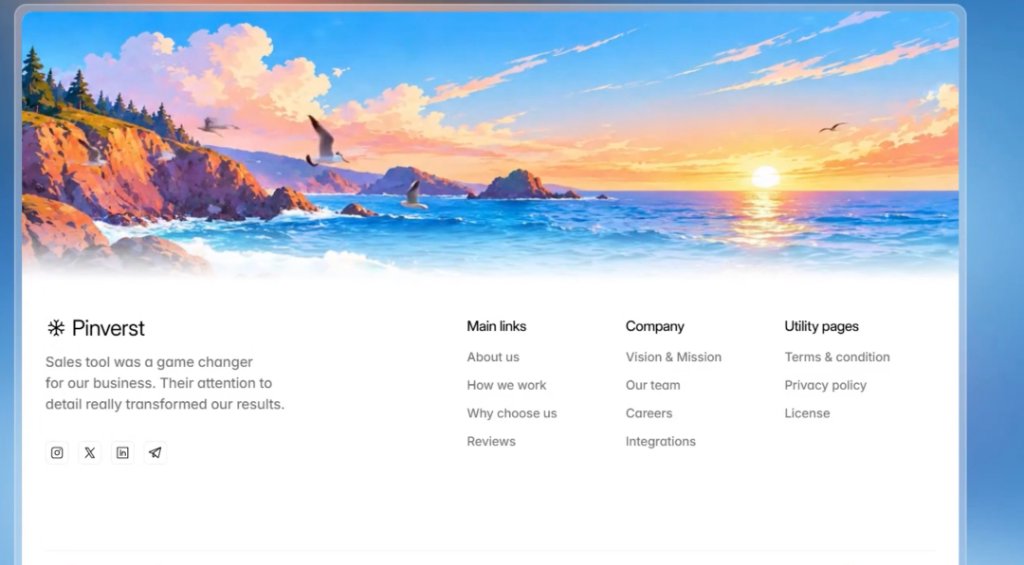 Pinverst
Sales tool was a game changer
for our business. Their attention to
detail really transformed our results.
Main links
About us
How we work
Why choose us
Reviews
Company
Vision & Mission
Our team
Careers
Integrations
Utility pages
Terms & condition
Privacy policy
License